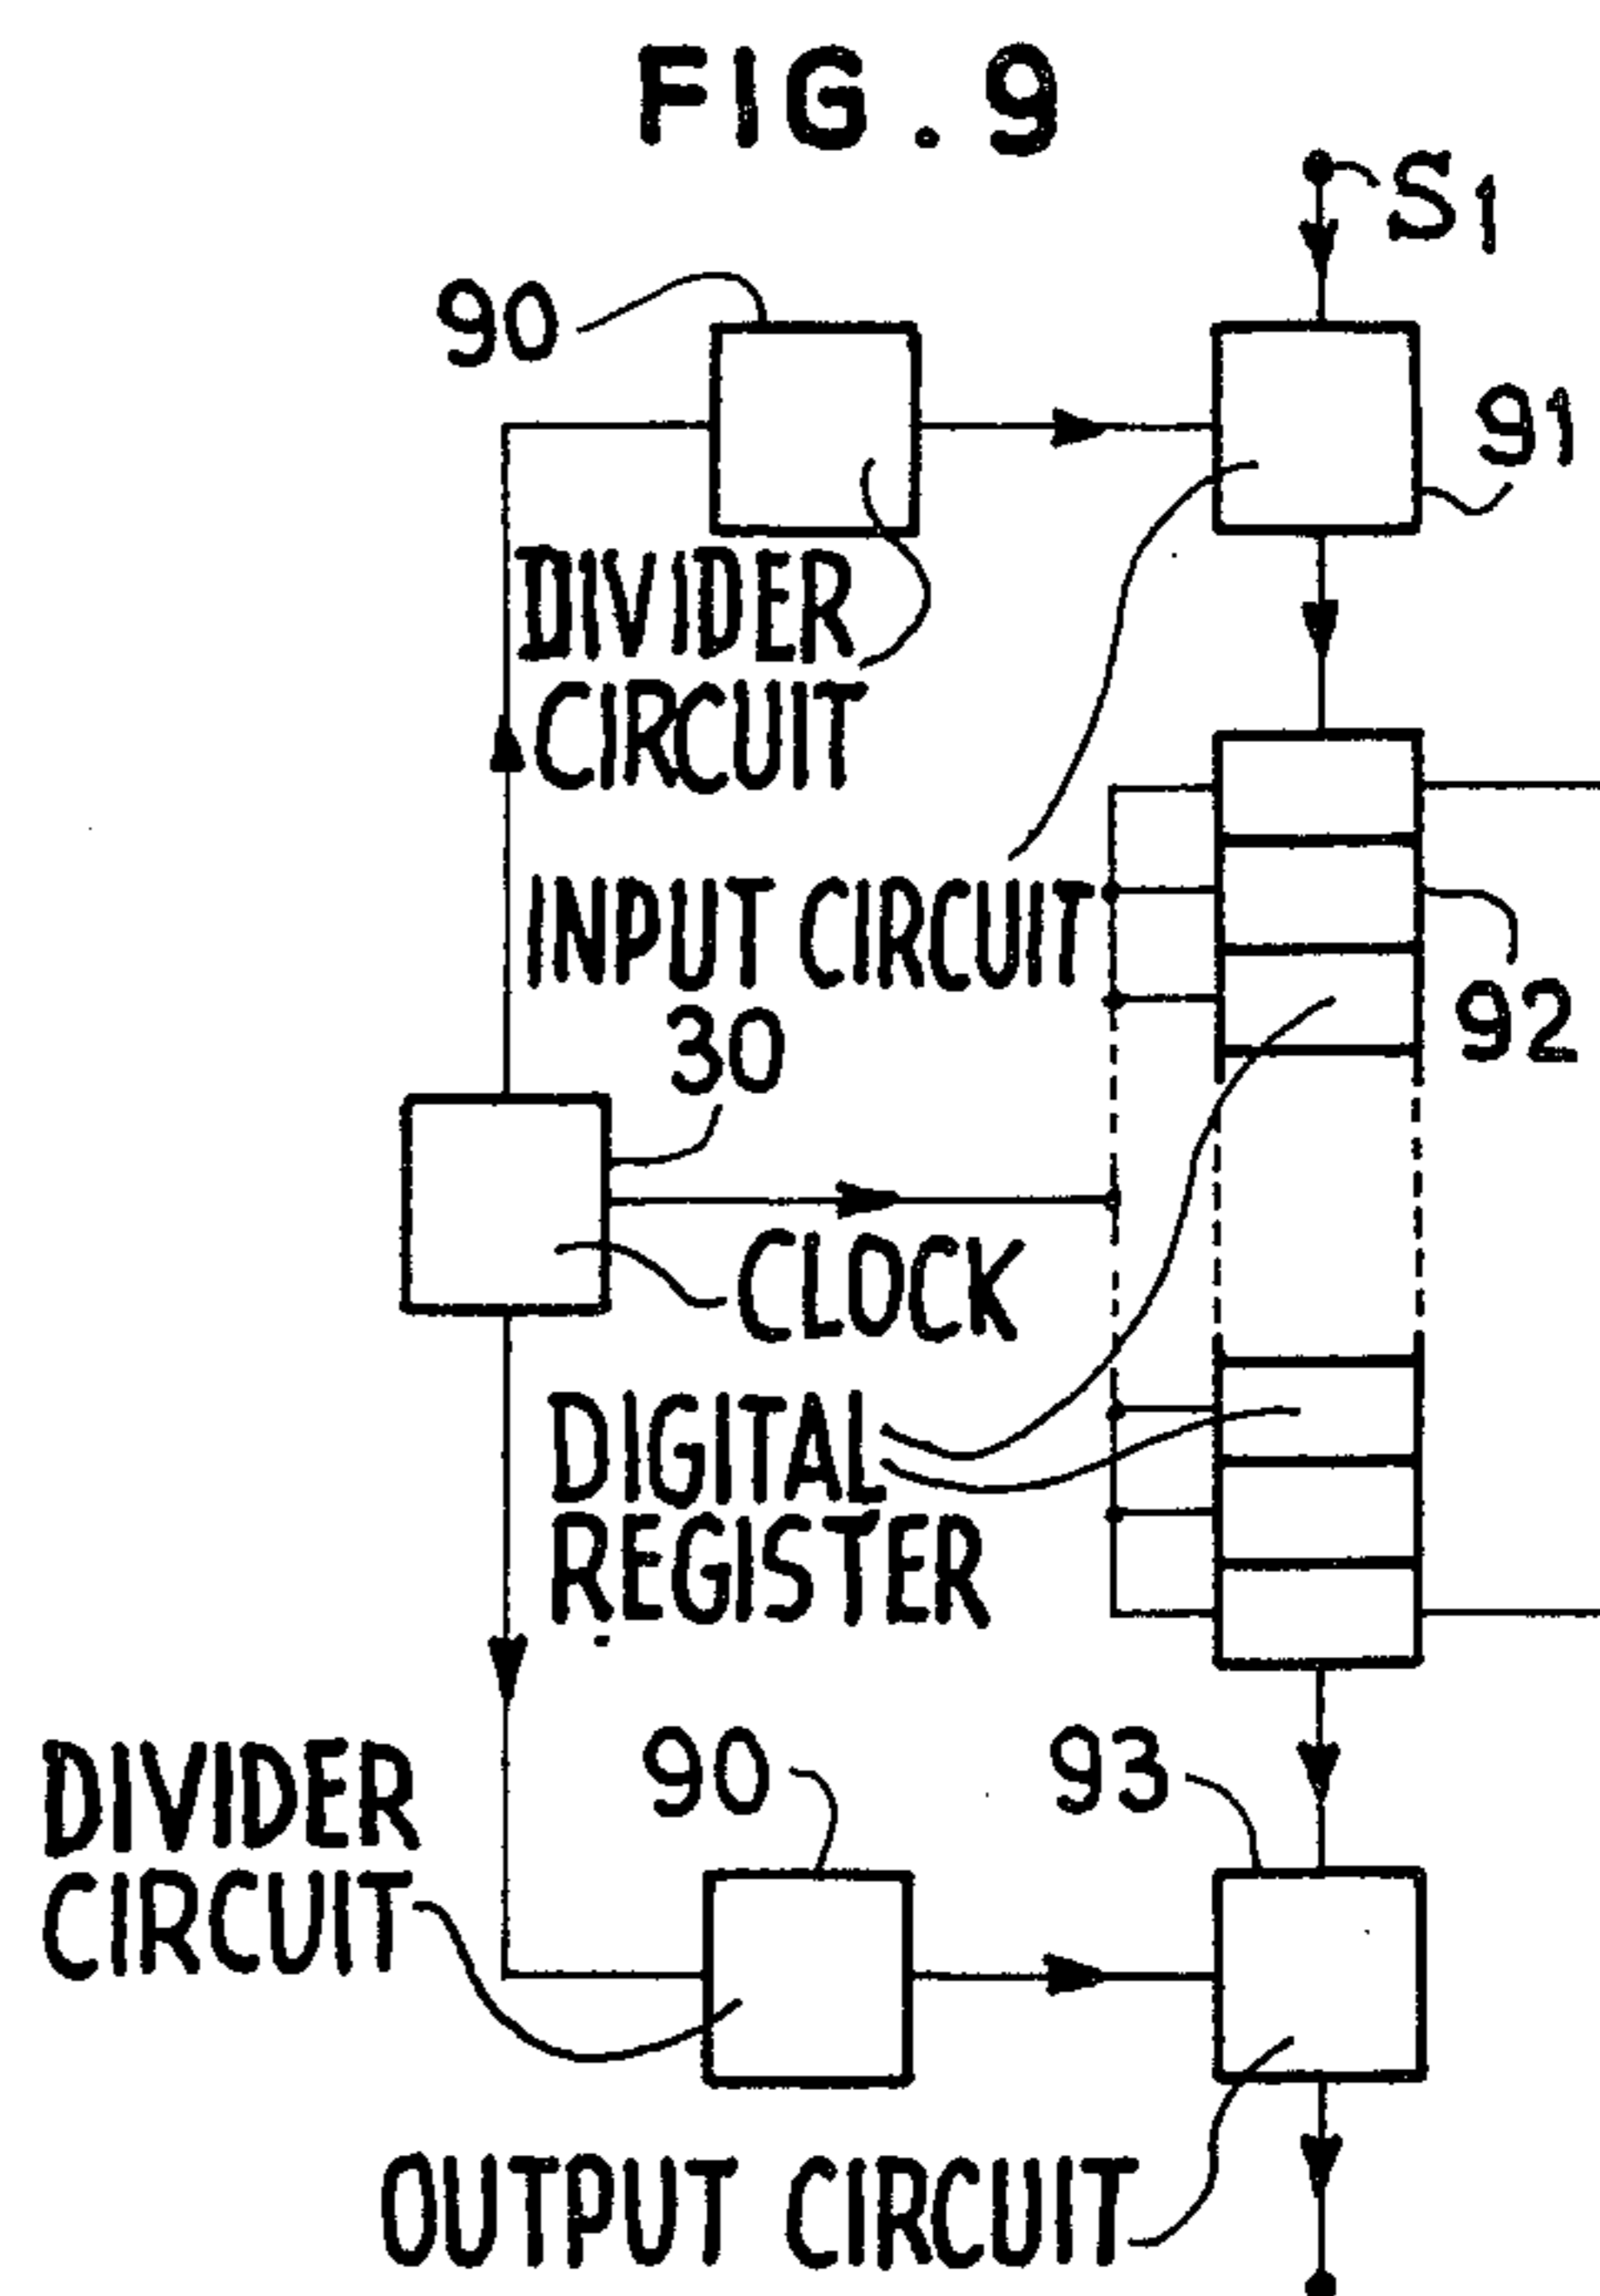 FIG. 9
S1
90
91
DIVIDER
CIRCUIT
INPUT CIRCUIT
30
92
CLOCK
DIGITAL
REGISTER
DIVIDER
CIRCUIT
90
93
OUTPUT CIRCUIT